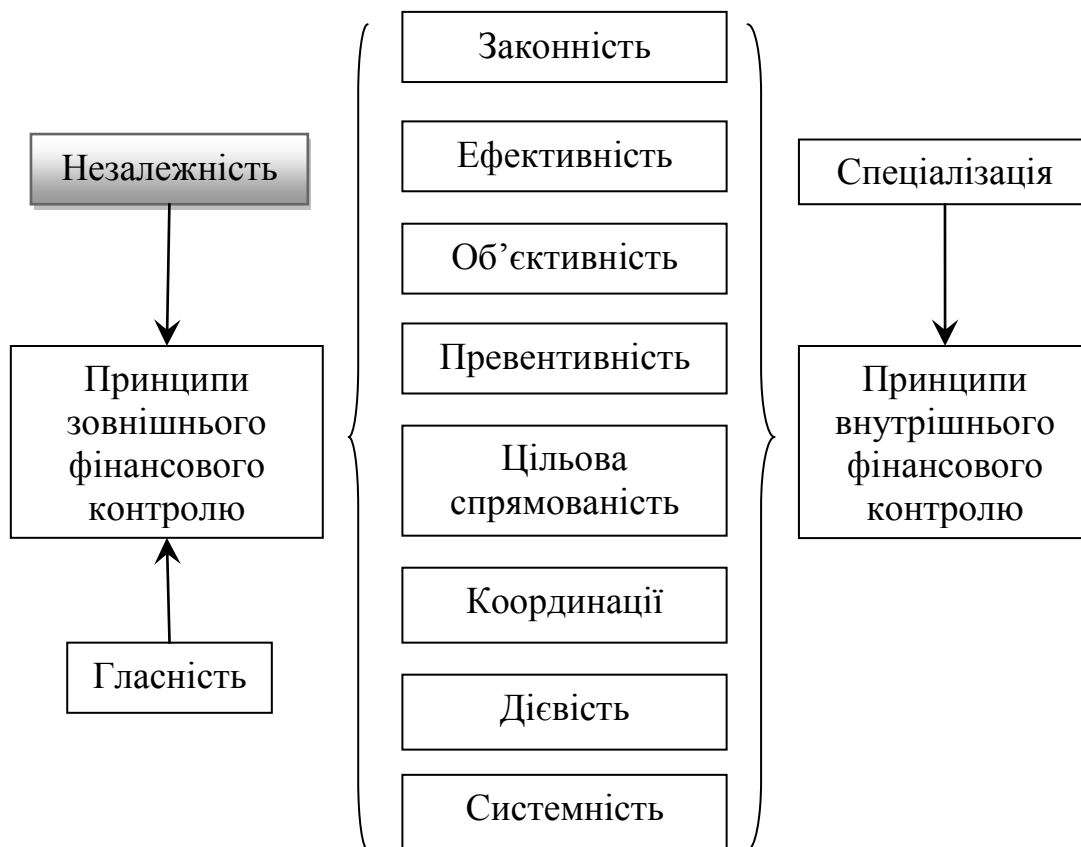 Законність
Ефективність
Об’єктивність
Превентивність
Цільова
спрямованість
Координації
Дієвість
Системність
Незалежність
Принципи
зовнішнього
фінансового
контролю
Гласність
Спеціалізація
Принципи
внутрішнього
фінансового
контролю